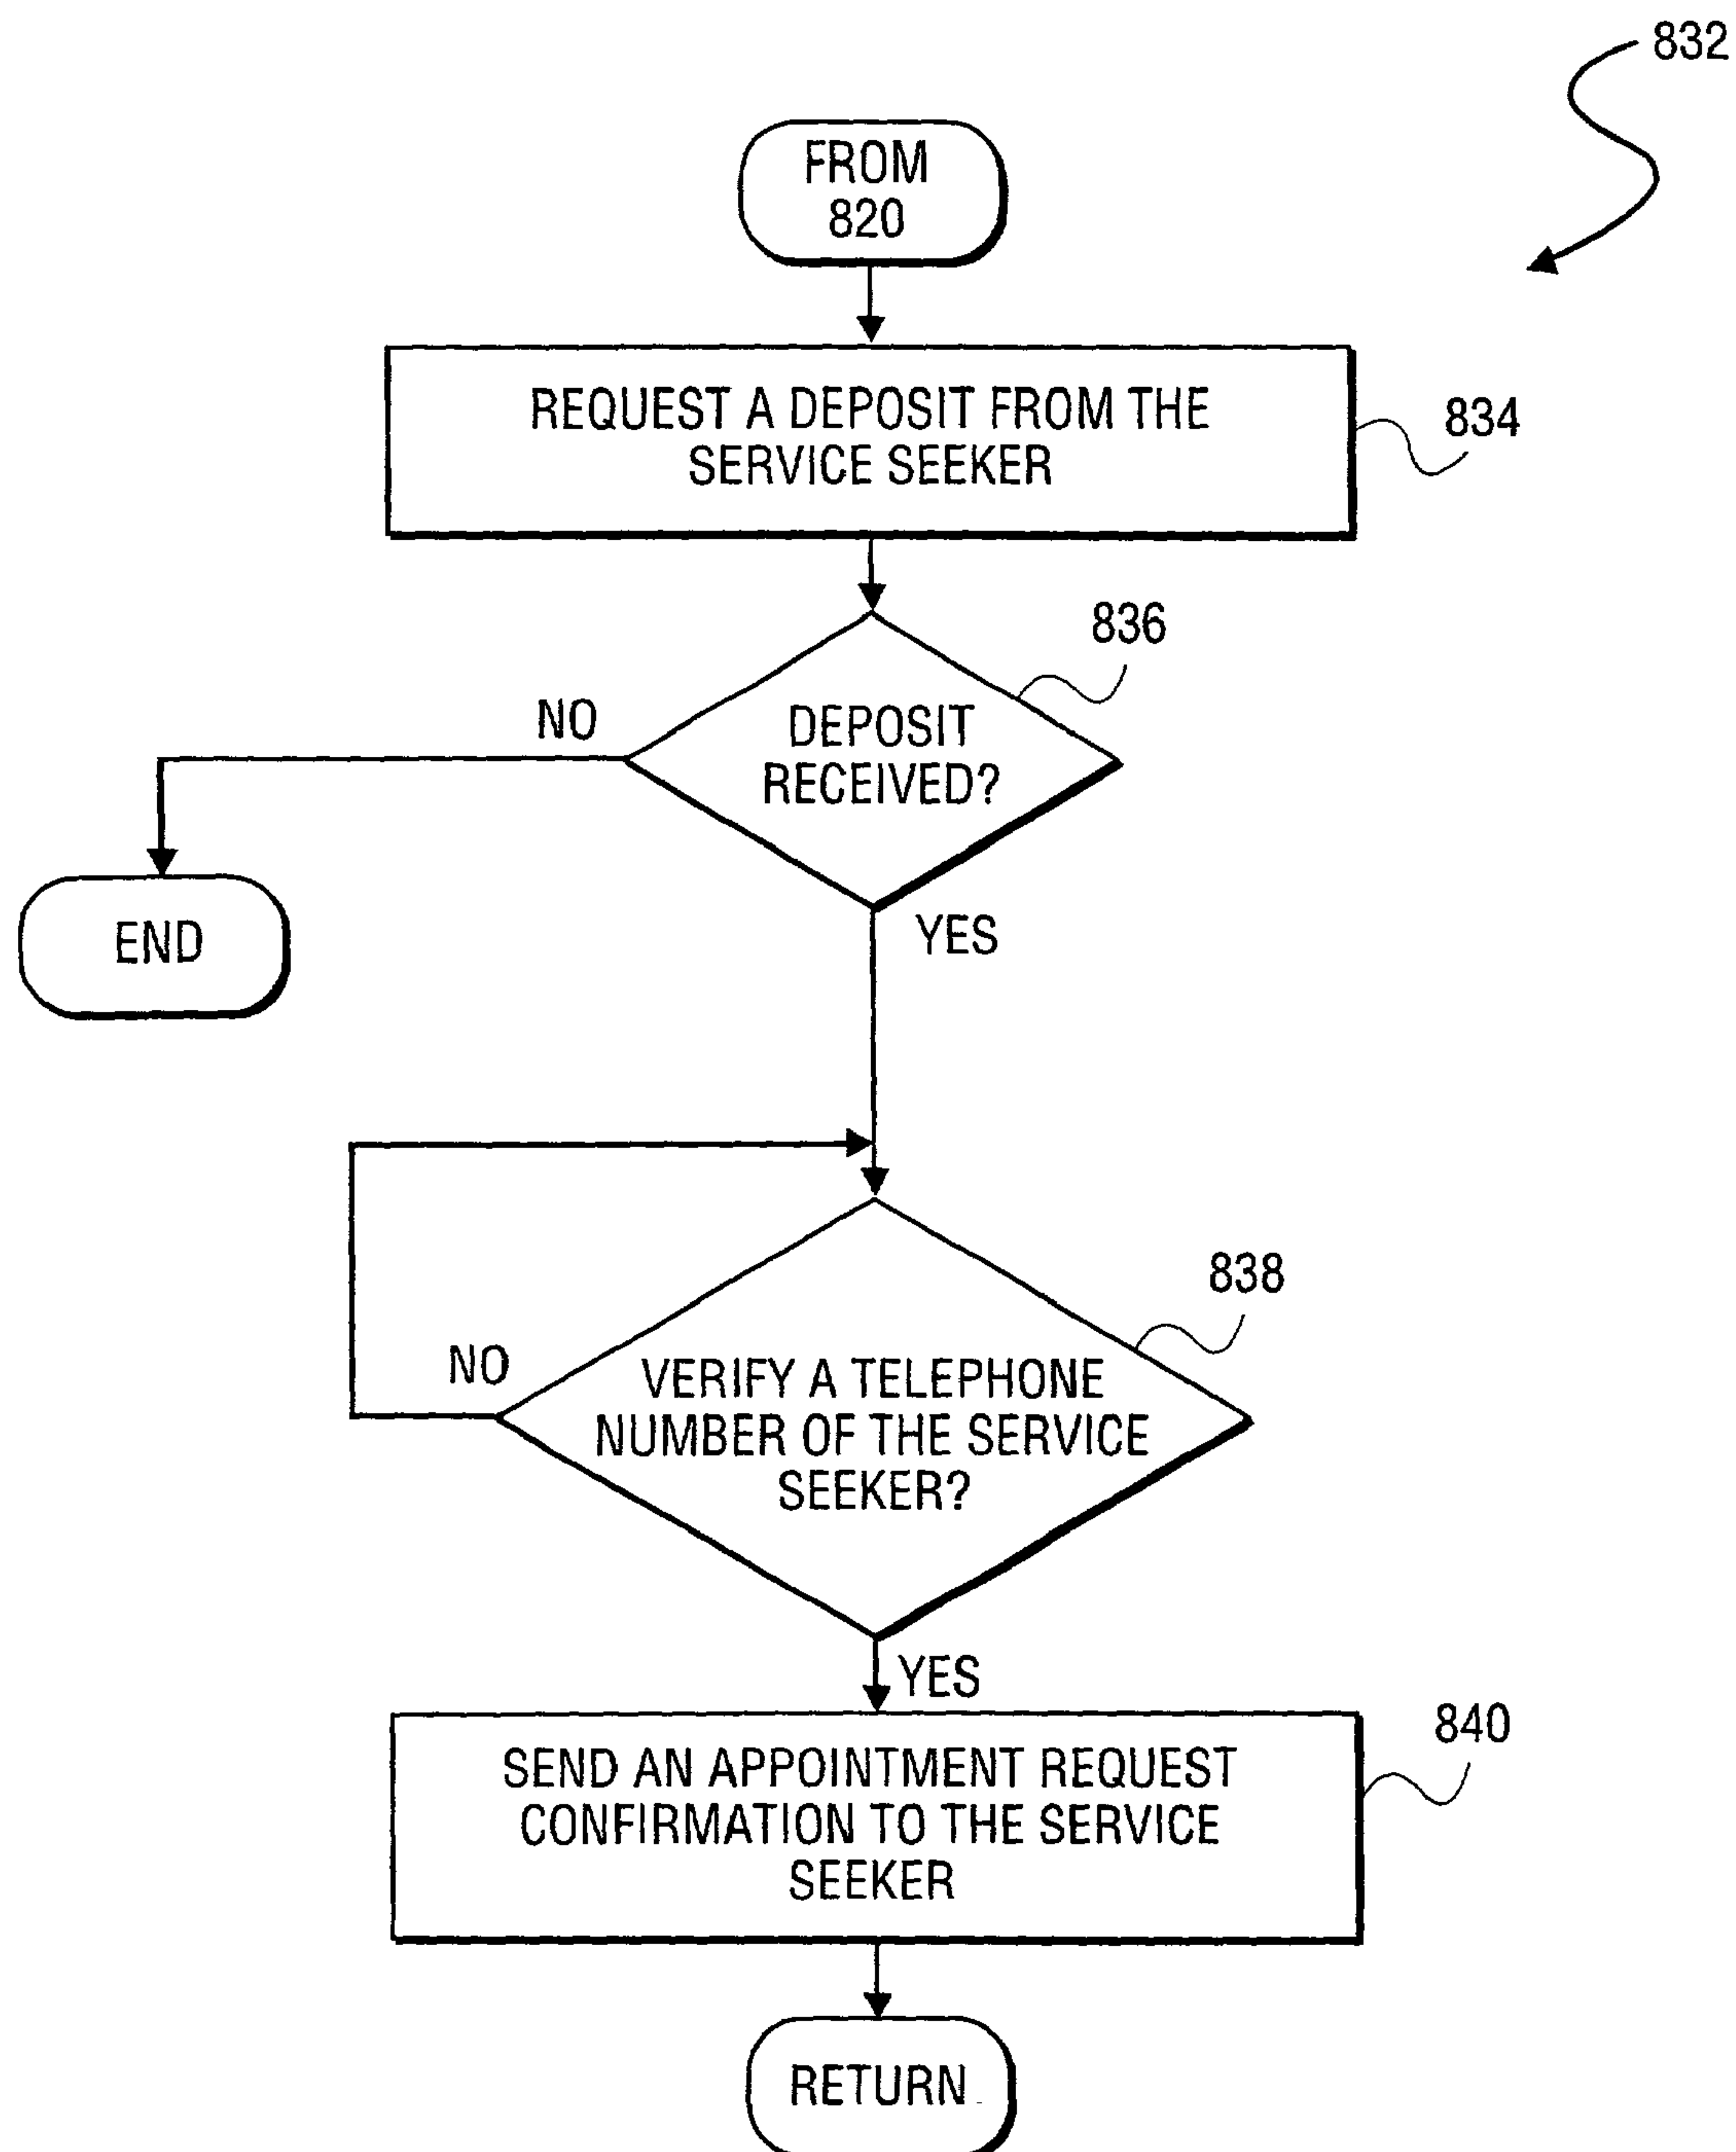 832
FROM
820
REQUEST A DEPOSIT FROM THE
SERVICE SEEKER
834
836
NO
DEPOSIT
RECEIVED?
END
YES
838
NO
VERIFY A TELEPHONE
NUMBER OF THE SERVICE
SEEKER?
YES
840
SEND AN APPOINTMENT REQUEST
CONFIRMATION TO THE SERVICE
SEEKER
RETURN